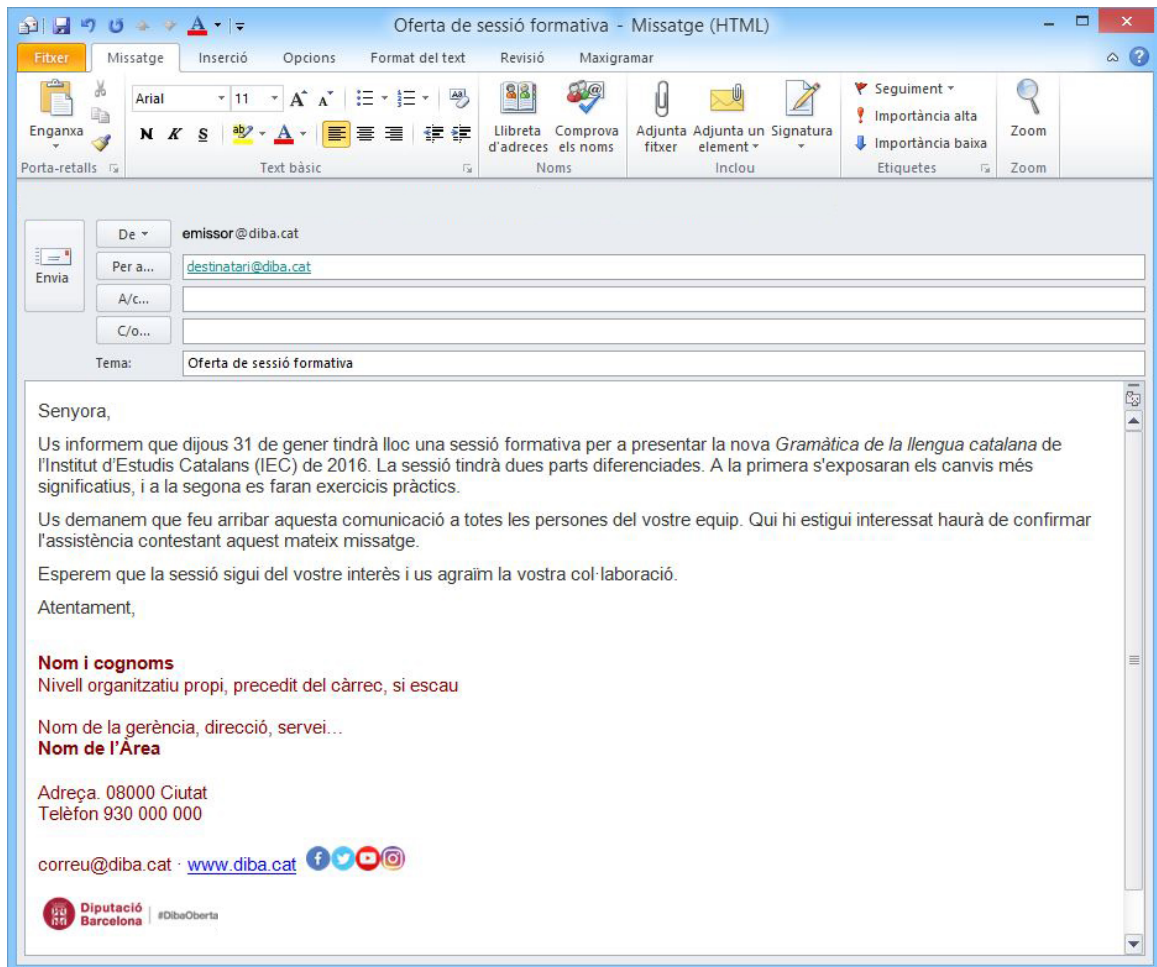 Oferta de sessió formativa - Missatge (HTML)
Fitxer Missatge Inserció Opcions Format del text Revisió Maxigramar
Enganxa
Porta-retalls
Arial 11
N K S
Text bàsic
Llibreta d'adreces
Comprova els noms
Noms
Adjunta fitxer
Adjunta un element
Signatura
Inclou
Seguiment
Importància alta
Importància baixa
Etiquetes
Zoom
Zoom
Envia
De emissor@diba.cat
Per a... destinatari@diba.cat
A/c...
C/o...
Tema: Oferta de sessió formativa
Senyora,
Us informem que dijous 31 de gener tindrà lloc una sessió formativa per a presentar la nova Gramàtica de la llengua catalana de
l'Institut d'Estudis Catalans (IEC) de 2016. La sessió tindrà dues parts diferenciades. A la primera s'exposaran els canvis més
significatius, i a la segona es faran exercicis pràctics.
Us demanem que feu arribar aquesta comunicació a totes les persones del vostre equip. Qui hi estigui interessat haurà de confirmar
l'assistència contestant aquest mateix missatge.
Esperem que la sessió sigui del vostre interès i us agraïm la vostra col·laboració.
Atentament,
Nom i cognoms
Nivell organitzatiu propi, precedit del càrrec, si escau
Nom de la gerència, direcció, servei…
Nom de l'Àrea
Adreça. 08000 Ciutat
Telèfon 930 000 000
correu@diba.cat · www.diba.cat
Diputació
Barcelona | #DibaOberta